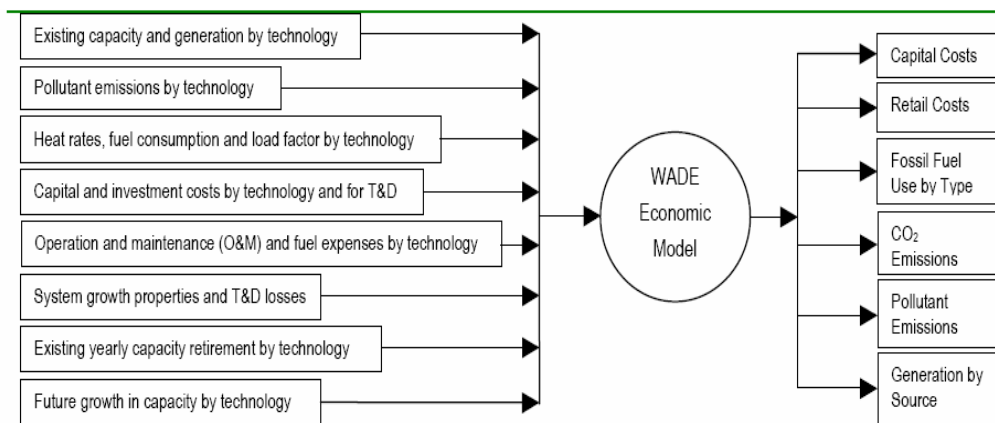 Existing capacity and generation by technology
Pollutant emissions by technology
Heat rates, fuel consumption and load factor by technology
Capital and investment costs by technology and for T&D
Operation and maintenance (O&M) and fuel expenses by technology
System growth properties and T&D losses
Existing yearly capacity retirement by technology
Future growth in capacity by technology
WADE
Economic
Model
Capital Costs
Retail Costs
Fossil Fuel
Use by Type
CO₂
Emissions
Pollutant
Emissions
Generation by
Source